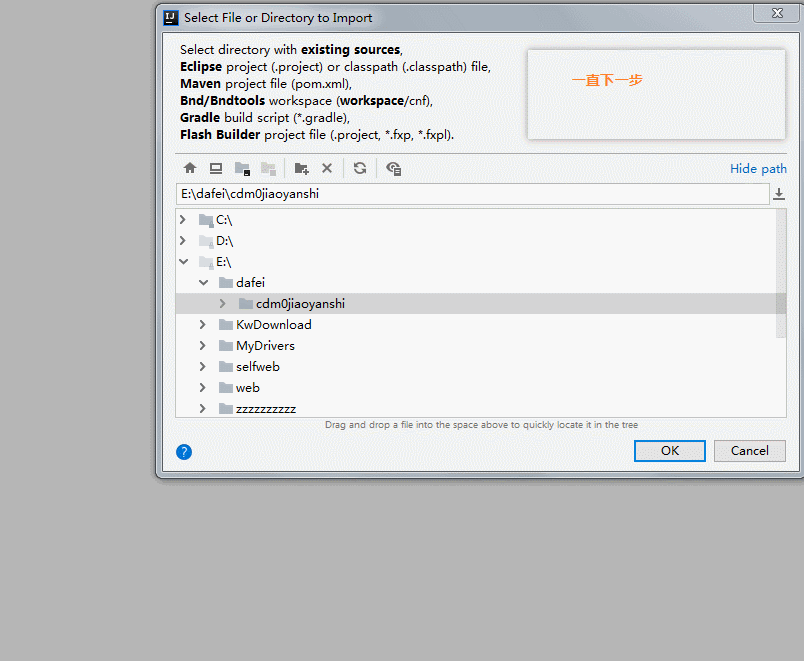 Select File or Directory to Import
Select directory with existing sources,
Eclipse project (.project) or classpath (.classpath) file,
Maven project file (pom.xml),
Bnd/Bndtools workspace (workspace/cnf),
Gradle build script (*.gradle),
Flash Builder project file (.project, *.fxp, *.fxpl).
一直下一步
Hide path
E:\dafei\cdm0jiaoyanshi
C:\
D:\
E:\
dafei
cdm0jiaoyanshi
KwDownload
MyDrivers
selfweb
web
zzzzzzzzzz
Drag and drop a file into the space above to quickly locate it in the tree
?
OK
Cancel